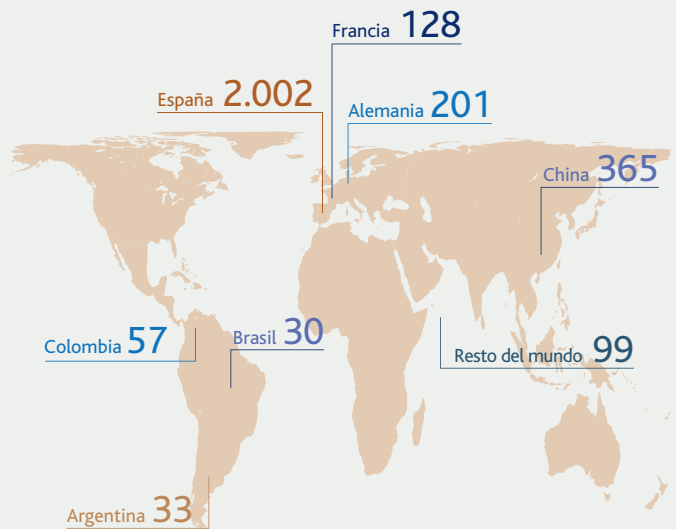 Francia 128
España 2.002
Alemania 201
China 365
Colombia 57
Brasil 30
Resto del mundo 99
Argentina 33